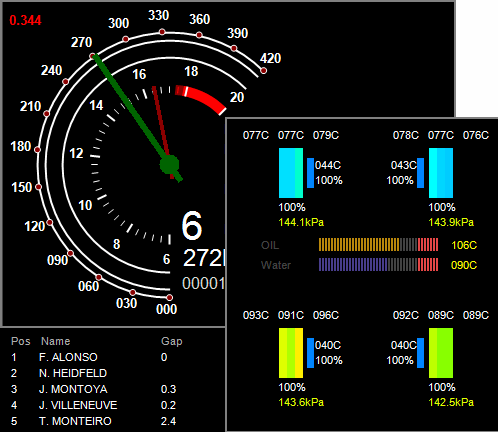 0.344
330
300
360
270
390
240
420
210
180
150
120
090
060
030
000
16
18
14
20
12
10
8
6
6
272
00001
077C 077C 079C
078C 077C 076C
044C
100%
043C
100%
100%
144.1kPa
100%
143.9kPa
OIL
106C
Water
090C
093C 091C 096C
092C 089C 089C
040C
100%
040C
100%
100%
143.6kPa
100%
142.5kPa
Pos Name Gap
1 F. ALONSO 0
2 N. HEIDFELD
3 J. MONTOYA 0.3
4 J. VILLENEUVE 0.2
5 T. MONTEIRO 2.4